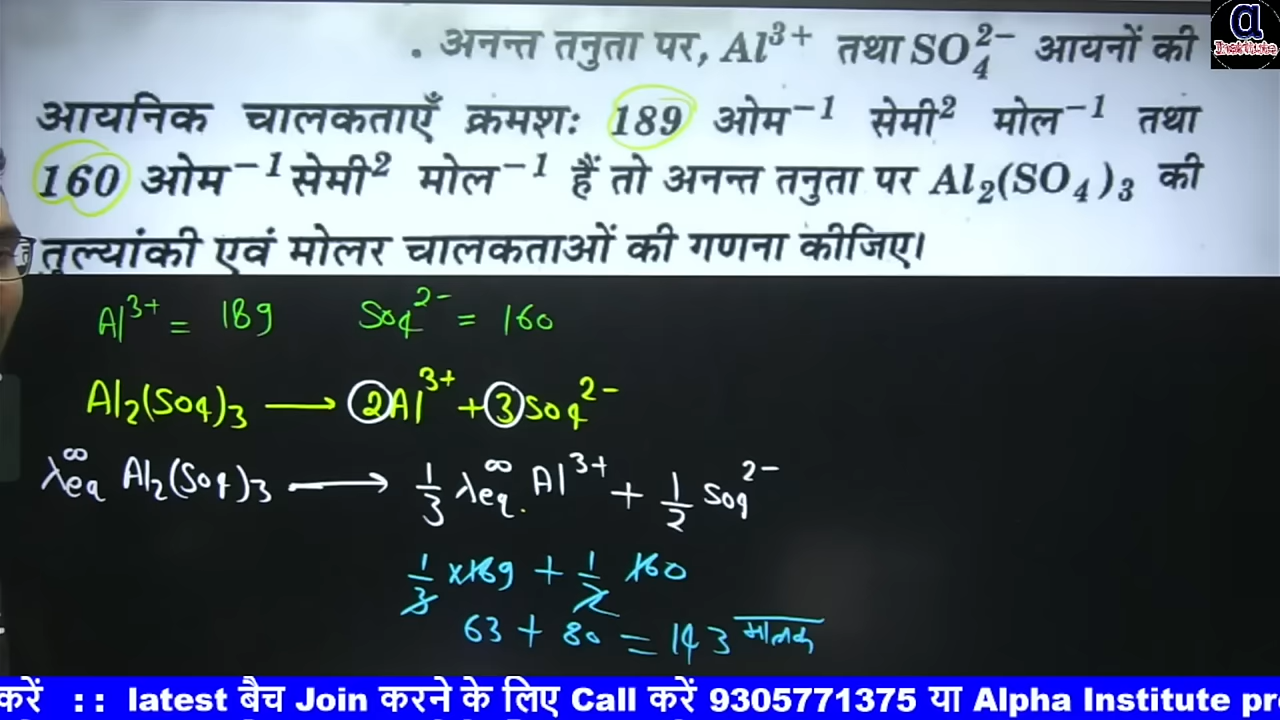 a
Institute
. अनन्त तनुता पर, Al³⁺ तथा SO₄²⁻ आयनों की
आयनिक चालकताएँ क्रमशः 189 ओम⁻¹ सेमी² मोल⁻¹ तथा
160 ओम⁻¹ सेमी² मोल⁻¹ हैं तो अनन्त तनुता पर Al₂(SO₄)₃ की
तुल्यांकी एवं मोलर चालकताओं की गणना कीजिए।
Al³⁺ = 189 SO₄²⁻ = 160
Al₂(SO₄)₃ ⟶ 2Al³⁺ + 3SO₄²⁻
λ∞eq Al₂(SO₄)₃ ⟶ 1/3 λ∞eq. Al³⁺ + 1/2 SO₄²⁻
1/3 × 189 + 1/2 160
63 + 80 = 143 मात्रक
करें :: latest बैच Join करने के लिए Call करें 9305771375 या Alpha Institute pr